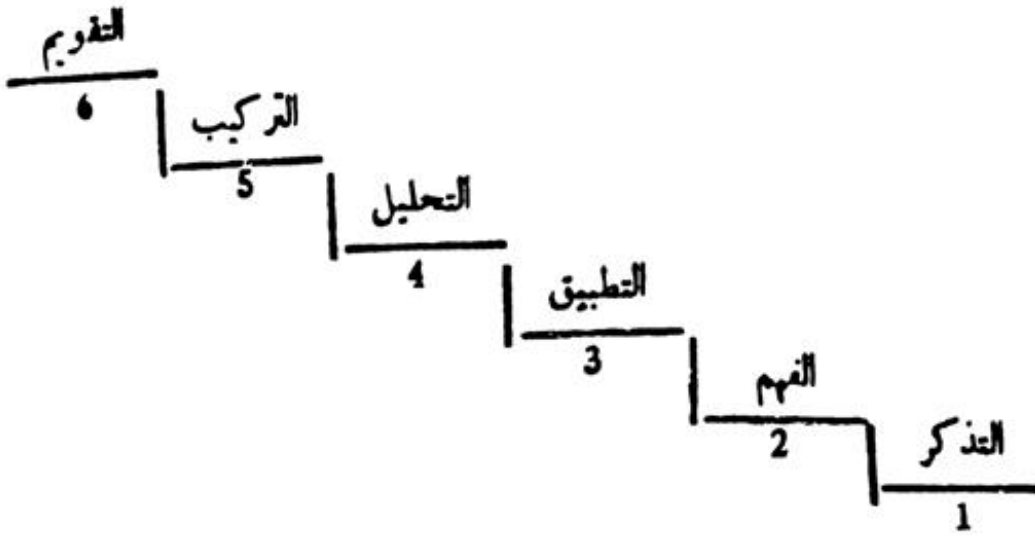 التقويم
6
التركيب
5
التحليل
4
التطبيق
3
الفهم
2
التذكر
1